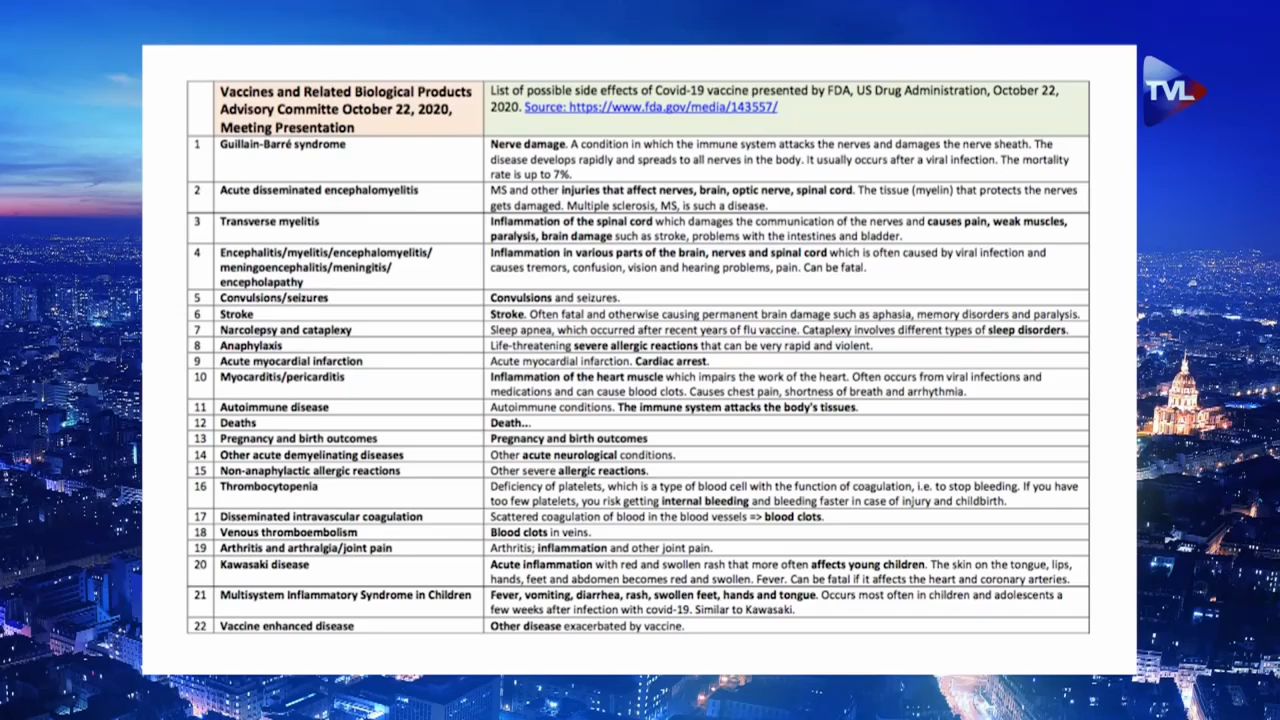 TVL
Vaccines and Related Biological Products
Advisory Committe October 22, 2020,
Meeting Presentation
List of possible side effects of Covid-19 vaccine presented by FDA, US Drug Administration, October 22,
2020. Source: https://www.fda.gov/media/143557/
1 Guillain-Barré syndrome
Nerve damage. A condition in which the immune system attacks the nerves and damages the nerve sheath. The
disease develops rapidly and spreads to all nerves in the body. It usually occurs after a viral infection. The mortality
rate is up to 7%.
2 Acute disseminated encephalomyelitis
MS and other injuries that affect nerves, brain, optic nerve, spinal cord. The tissue (myelin) that protects the nerves
gets damaged. Multiple sclerosis, MS, is such a disease.
3 Transverse myelitis
Inflammation of the spinal cord which damages the communication of the nerves and causes pain, weak muscles,
paralysis, brain damage such as stroke, problems with the intestines and bladder.
4 Encephalitis/myelitis/encephalomyelitis/
meningoencephalitis/meningitis/
encepholapathy
Inflammation in various parts of the brain, nerves and spinal cord which is often caused by viral infection and
causes tremors, confusion, vision and hearing problems, pain. Can be fatal.
5 Convulsions/seizures
Convulsions and seizures.
6 Stroke
Stroke. Often fatal and otherwise causing permanent brain damage such as aphasia, memory disorders and paralysis.
7 Narcolepsy and cataplexy
Sleep apnea, which occurred after recent years of flu vaccine. Cataplexy involves different types of sleep disorders.
8 Anaphylaxis
Life-threatening severe allergic reactions that can be very rapid and violent.
9 Acute myocardial infarction
Acute myocardial infarction. Cardiac arrest.
10 Myocarditis/pericarditis
Inflammation of the heart muscle which impairs the work of the heart. Often occurs from viral infections and
medications and can cause blood clots. Causes chest pain, shortness of breath and arrhythmia.
11 Autoimmune disease
Autoimmune conditions. The immune system attacks the body's tissues.
12 Deaths
Death...
13 Pregnancy and birth outcomes
Pregnancy and birth outcomes
14 Other acute demyelinating diseases
Other acute neurological conditions.
15 Non-anaphylactic allergic reactions
Other severe allergic reactions.
16 Thrombocytopenia
Deficiency of platelets, which is a type of blood cell with the function of coagulation, i.e. to stop bleeding. If you have
too few platelets, you risk getting internal bleeding and bleeding faster in case of injury and childbirth.
17 Disseminated intravascular coagulation
Scattered coagulation of blood in the blood vessels => blood clots.
18 Venous thromboembolism
Blood clots in veins.
19 Arthritis and arthralgia/joint pain
Arthritis; inflammation and other joint pain.
20 Kawasaki disease
Acute inflammation with red and swollen rash that more often affects young children. The skin on the tongue, lips,
hands, feet and abdomen becomes red and swollen. Fever. Can be fatal if it affects the heart and coronary arteries.
21 Multisystem Inflammatory Syndrome in Children
Fever, vomiting, diarrhea, rash, swollen feet, hands and tongue. Occurs most often in children and adolescents a
few weeks after infection with covid-19. Similar to Kawasaki.
22 Vaccine enhanced disease
Other disease exacerbated by vaccine.